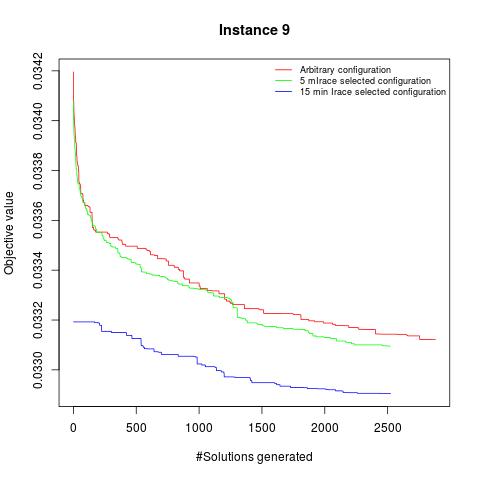 Instance 9
Arbitrary configuration
5 mIrace selected configuration
15 min Irace selected configuration
Objective value
0.0342
0.0340
0.0338
0.0336
0.0334
0.0332
0.0330
0 500 1000 1500 2000 2500
#Solutions generated